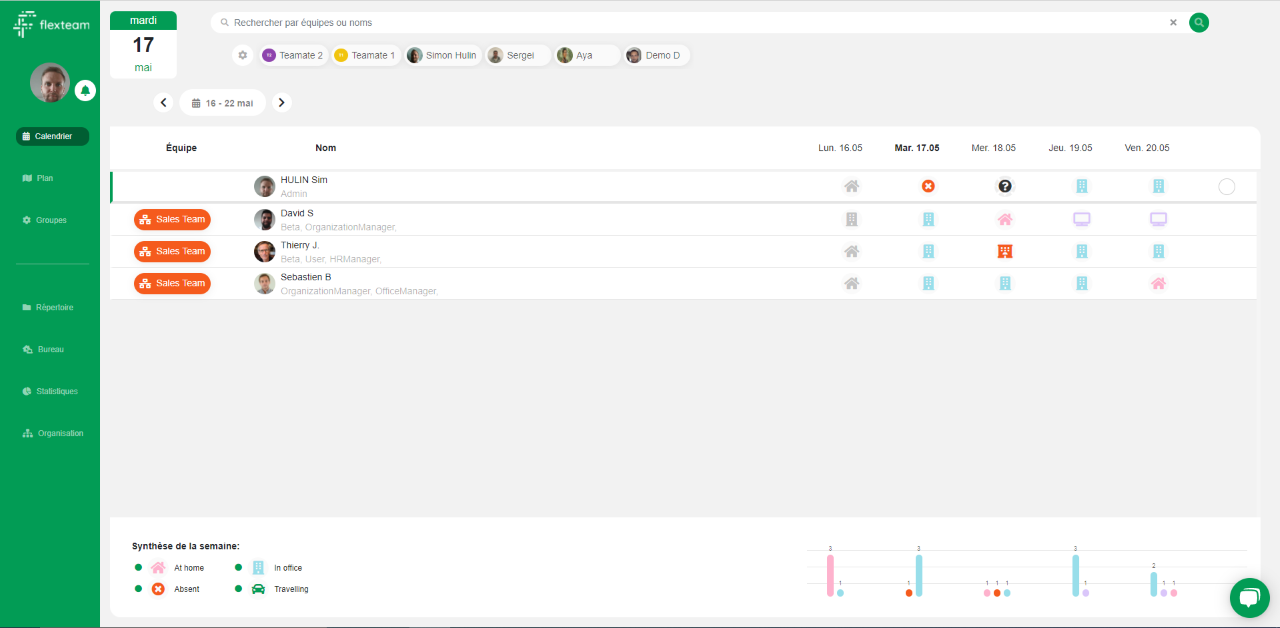 flexteam
mardi
17
mai
Rechercher par équipes ou noms
Teamate 2
Teamate 1
Simon Hulin
Sergei
Aya
Demo D
16 - 22 mai
Calendrier
Plan
Groupes
Répertoire
Bureau
Statistiques
Organisation
Équipe
Nom
Lun. 16.05
Mar. 17.05
Mer. 18.05
Jeu. 19.05
Ven. 20.05
HULIN Sim
Admin
Sales Team
David S
Beta, OrganizationManager,
Sales Team
Thierry J.
Beta, User, HRManager,
Sales Team
Sebastien B
OrganizationManager, OfficeManager,
Synthèse de la semaine:
At home
In office
Absent
Travelling
3
1
1
3
1
1
1
3
1
2
1
1